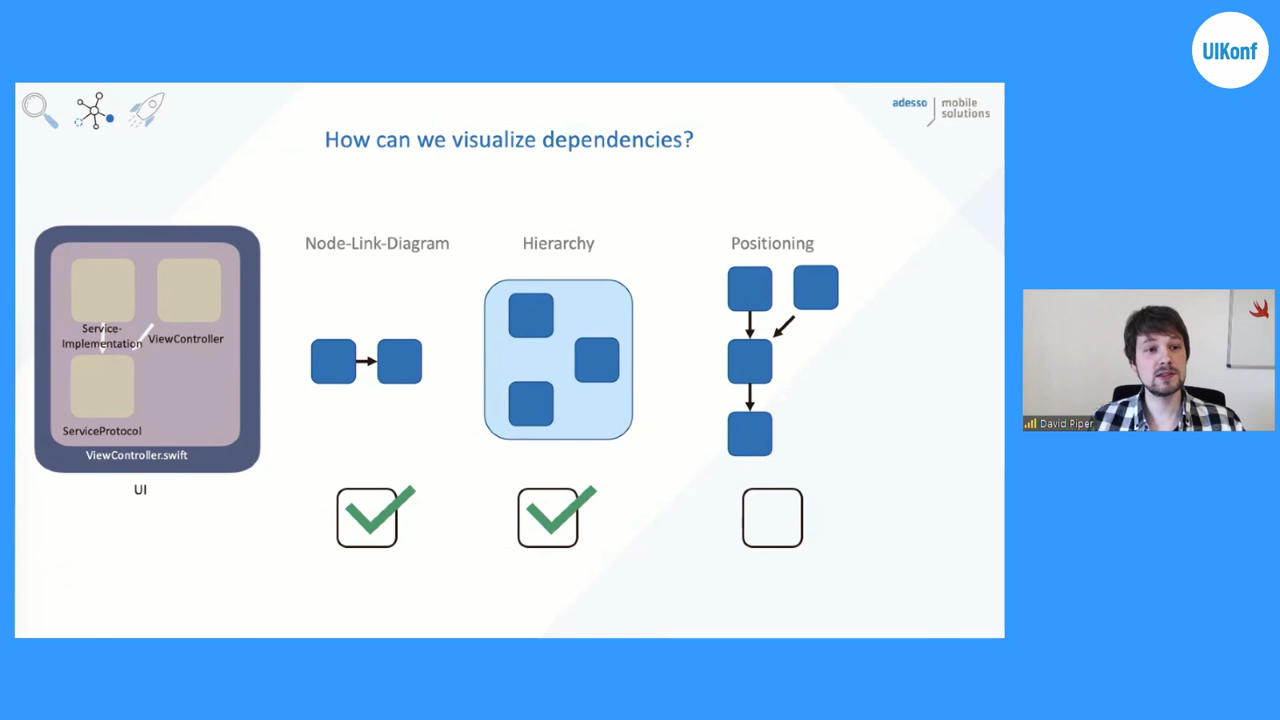 UIKonf
adesso
mobile
solutions
How can we visualize dependencies?
Node-Link-Diagram
Hierarchy
Positioning
Service-
Implementation
ViewController
ServiceProtocol
ViewController.swift
UI
David Piper